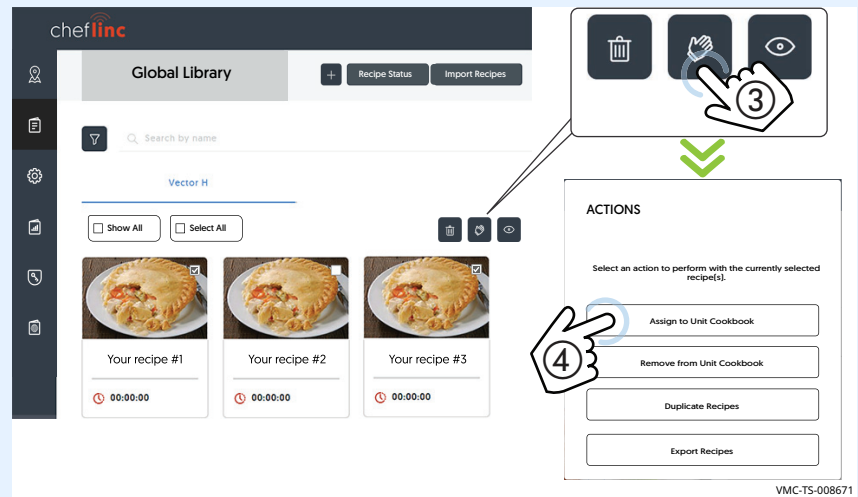 cheflinc
Global Library
+
Recipe Status
Import Recipes
Search by name
Vector H
Show All
Select All
Your recipe #1
Your recipe #2
Your recipe #3
00:00:00
00:00:00
00:00:00
3
ACTIONS
Select an action to perform with the currently selected
recipe[s].
Assign to Unit Cookbook
4
Remove from Unit Cookbook
Duplicate Recipes
Export Recipes
VMC-TS-008671